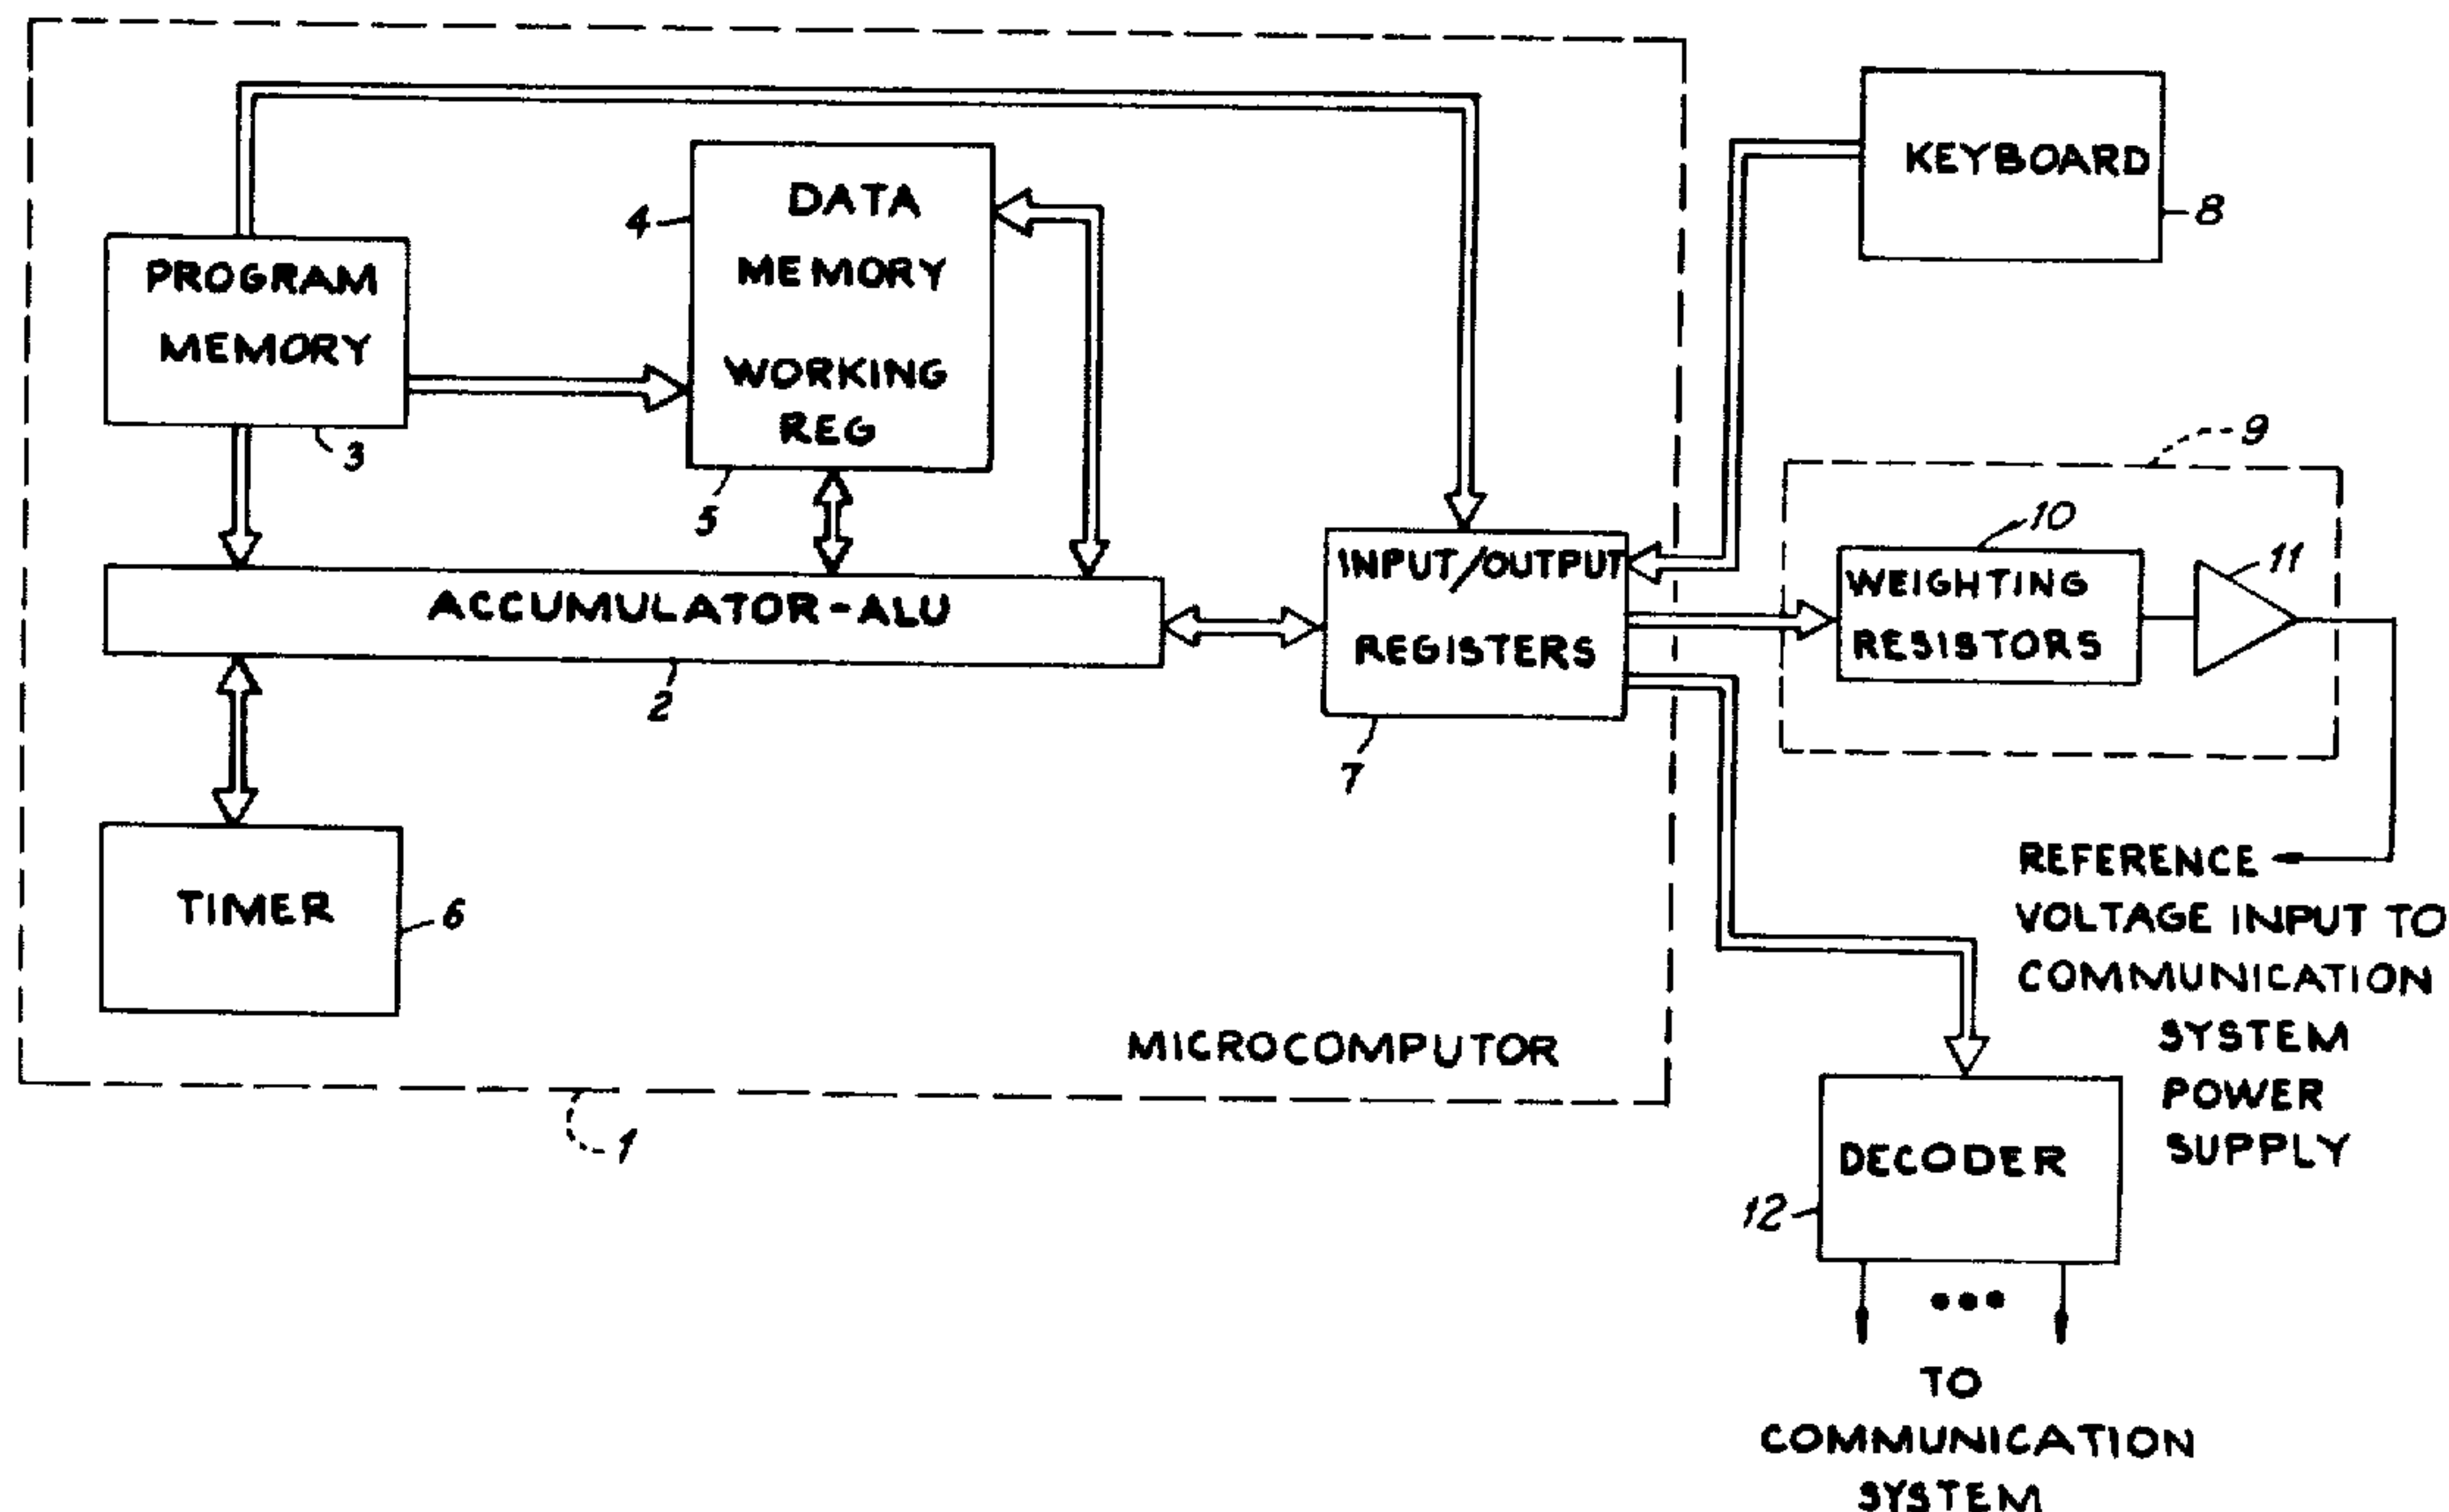 PROGRAM
MEMORY
3
4
DATA
MEMORY
WORKING
REG
5
ACCUMULATOR-ALU
2
TIMER
6
INPUT/OUTPUT
REGISTERS
7
MICROCOMPUTOR
1
KEYBOARD
8
9
10
WEIGHTING
RESISTORS
11
REFERENCE
VOLTAGE INPUT TO
COMMUNICATION
SYSTEM
POWER
SUPPLY
DECODER
12
TO
COMMUNICATION
SYSTEM